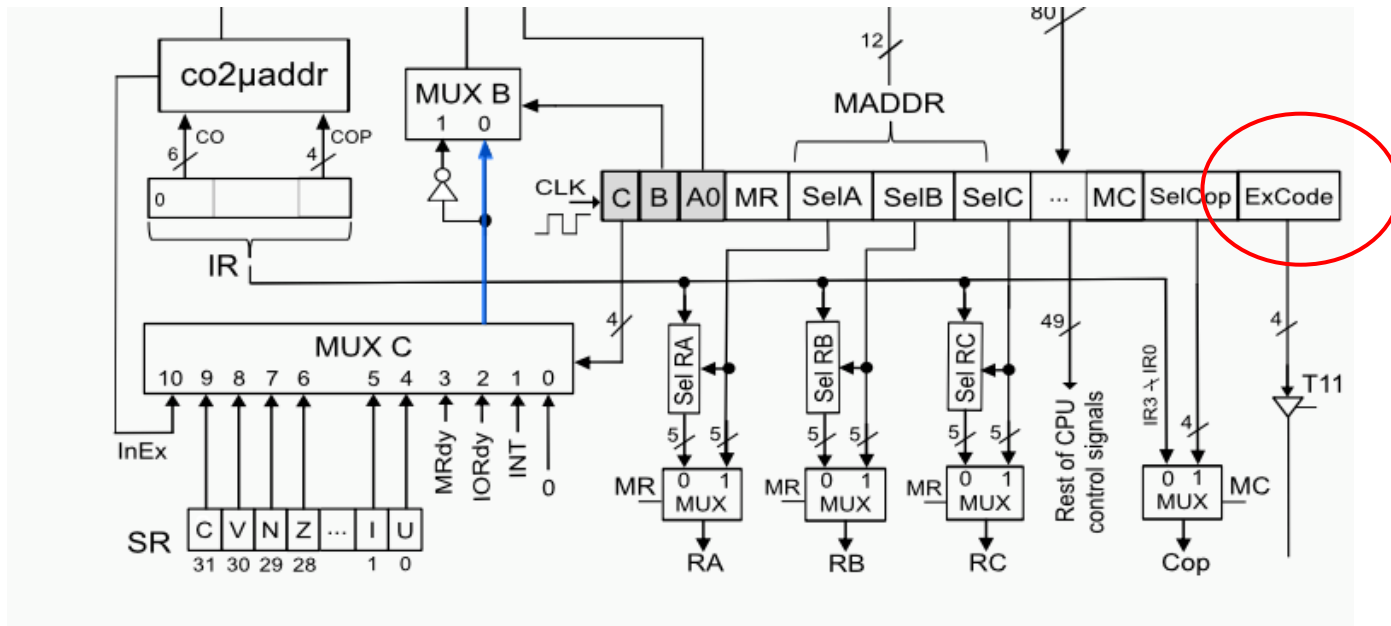 80
12
co2µaddr
MUX B
1 0
MADDR
CO
COP
6
4
CLK
C B A0 MR SelA SelB SelC ... MC SelCop ExCode
0
IR
4
49
4
MUX C
10 9 8 7 6 5 4 3 2 1 0
Sel RA
Sel RB
Sel RC
Rest of CPU
control signals
IR3 - IR0
T11
InEx
MRdy
IORdy
INT
0
5 5
5 5
5 5
4
MR 0 1 MUX
MR 0 1 MUX
MR 0 1 MUX
0 1 MUX MC
SR
C V N Z ... I U
31 30 29 28 1 0
RA
RB
RC
Cop